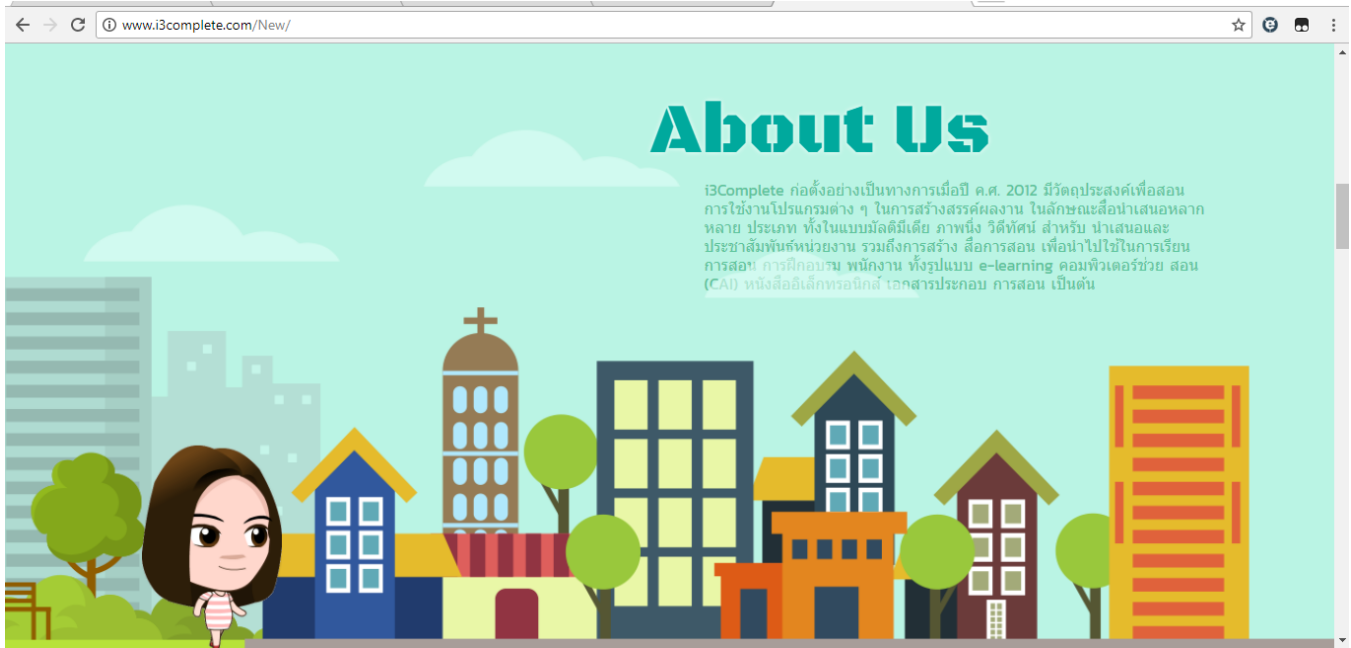 www.i3complete.com/New/
About Us
i3Complete ก่อตั้งอย่างเป็นทางการเมื่อปี ค.ศ. 2012 มีวัตถุประสงค์เพื่อสอน
การใช้งานโปรแกรมต่าง ๆ ในการสร้างสรรค์ผลงาน ในลักษณะสื่อนำเสนอหลาก
หลาย ประเภท ทั้งในแบบมัลติมีเดีย ภาพนิ่ง วิดีทัศน์ สำหรับ นำเสนอและ
ประชาสัมพันธ์หน่วยงาน รวมถึงการสร้าง สื่อการสอน เพื่อนำไปใช้ในการเรียน
การสอน การฝึกอบรม พนักงาน ทั้งรูปแบบ e-learning คอมพิวเตอร์ช่วย สอน
(CAI) หนังสืออิเล็กทรอนิกส์ เอกสารประกอบ การสอน เป็นต้น